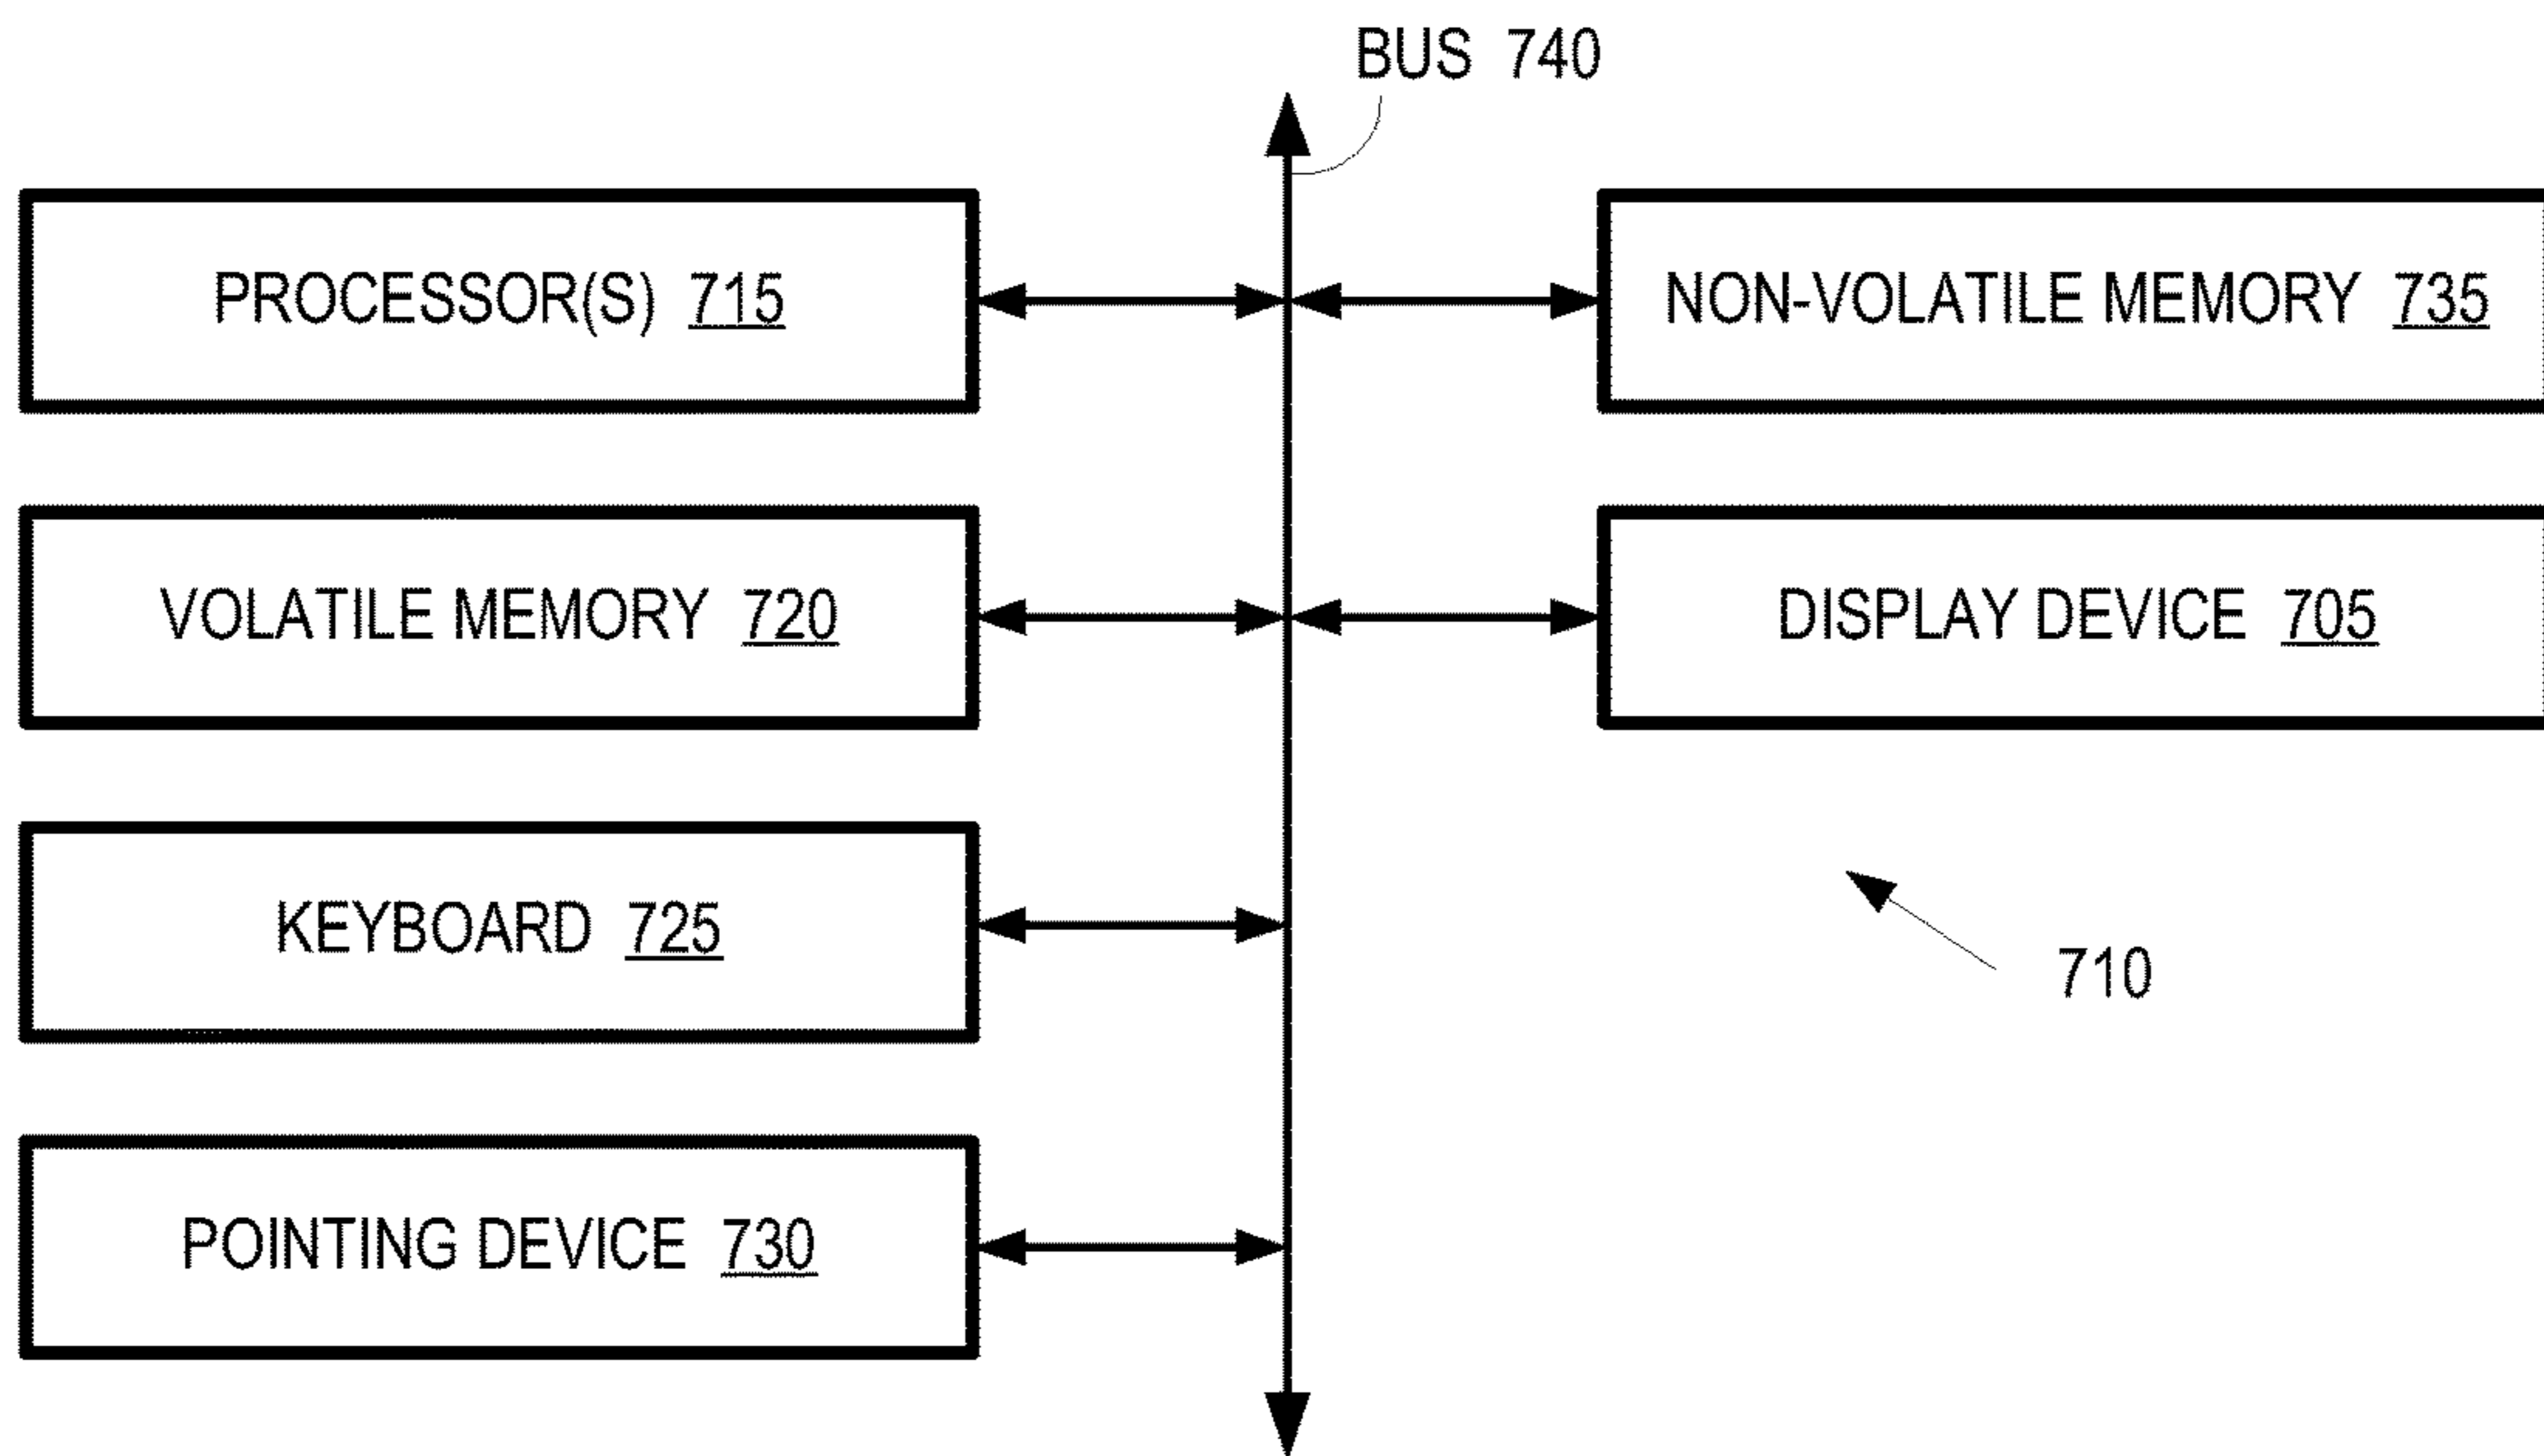 BUS 740
PROCESSOR(S) 715
NON-VOLATILE MEMORY 735
VOLATILE MEMORY 720
DISPLAY DEVICE 705
KEYBOARD 725
710
POINTING DEVICE 730